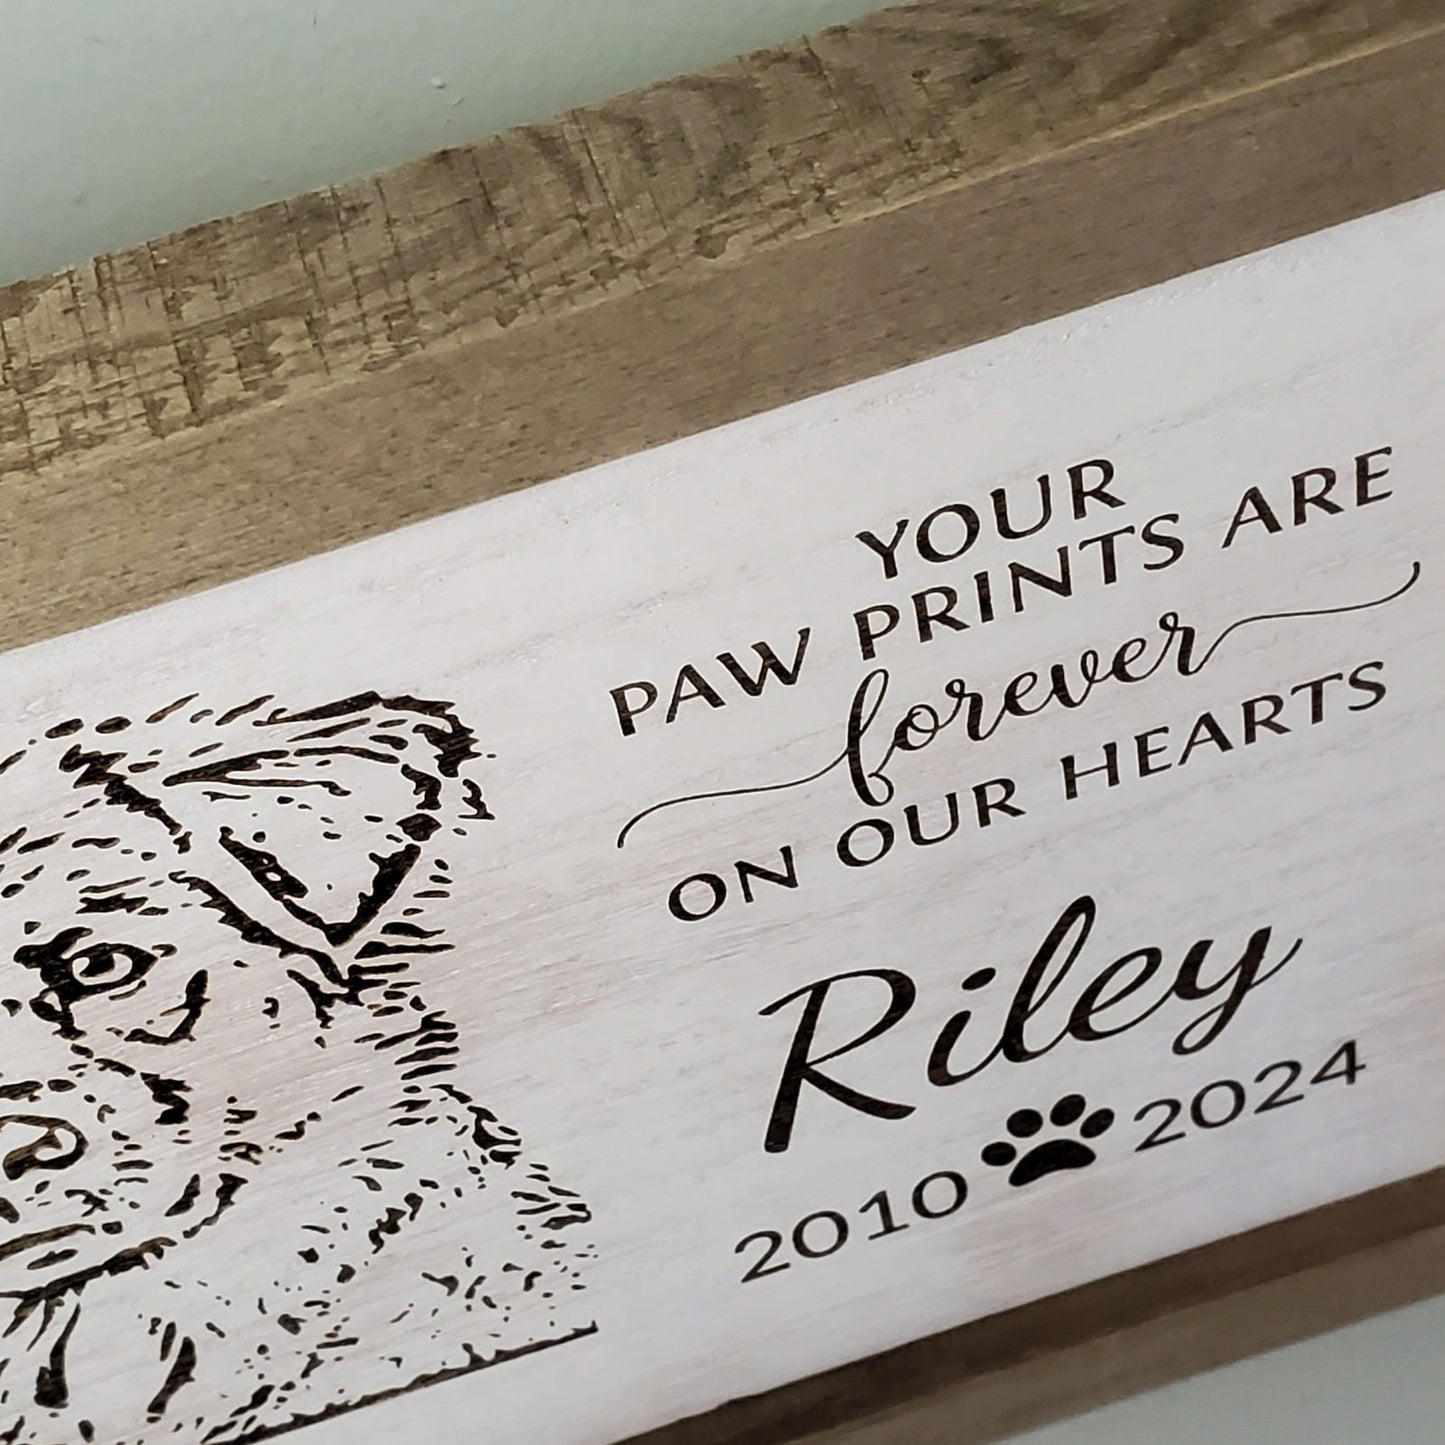 YOUR
PAW PRINTS ARE
forever
ON OUR HEARTS
Riley
2010 2024